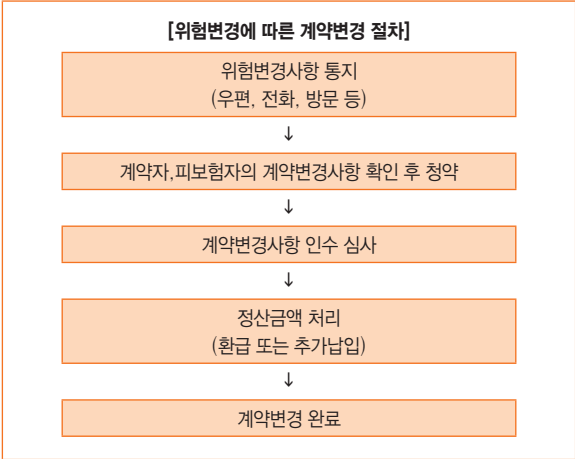 [위험변경에 따른 계약변경 절차]
위험변경사항 통지
(우편, 전화, 방문 등)
↓
계약자,피보험자의 계약변경사항 확인 후 청약
↓
계약변경사항 인수 심사
↓
정산금액 처리
(환급 또는 추가납입)
↓
계약변경 완료